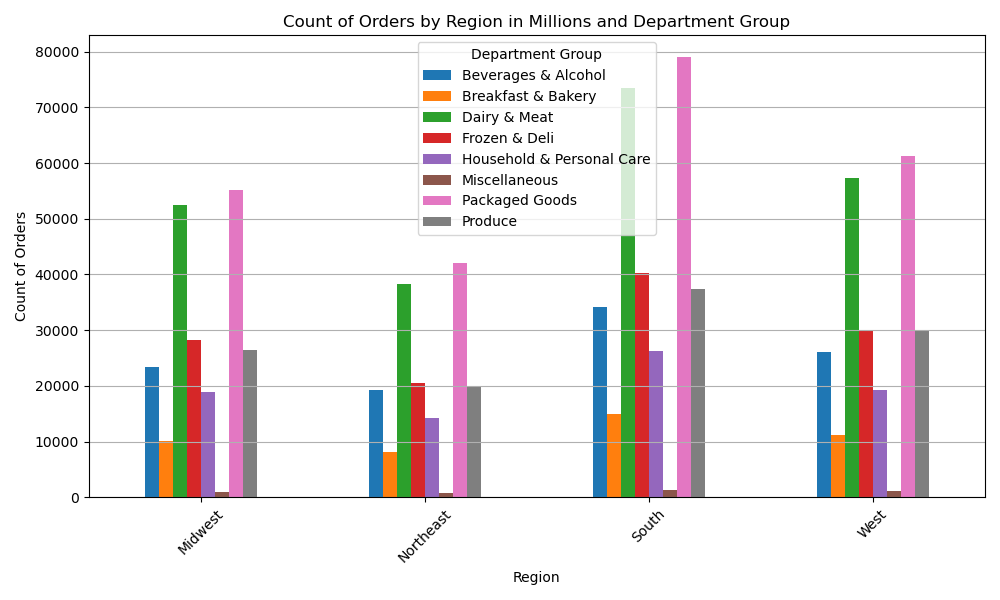 Count of Orders by Region in Millions and Department Group
Department Group
Beverages & Alcohol
Breakfast & Bakery
Dairy & Meat
Frozen & Deli
Household & Personal Care
Miscellaneous
Packaged Goods
Produce
Count of Orders
80000
70000
60000
50000
40000
30000
20000
10000
0
Midwest
Northeast
South
West
Region